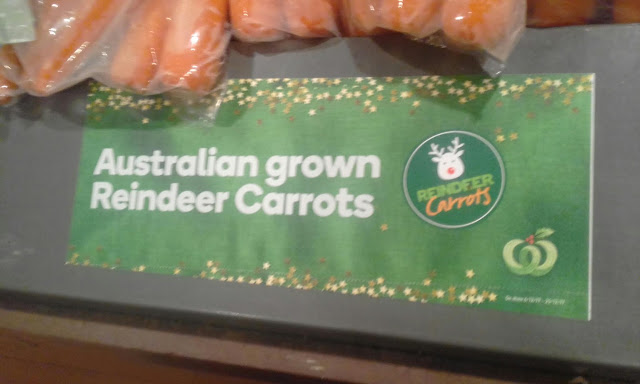 Australian grown
Reindeer Carrots
REINDEER
Carrots